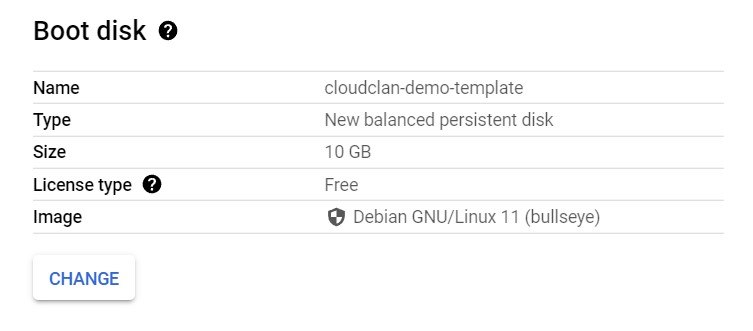 Boot disk ?
Name cloudclan-demo-template
Type New balanced persistent disk
Size 10 GB
License type ? Free
Image Debian GNU/Linux 11 (bullseye)
CHANGE